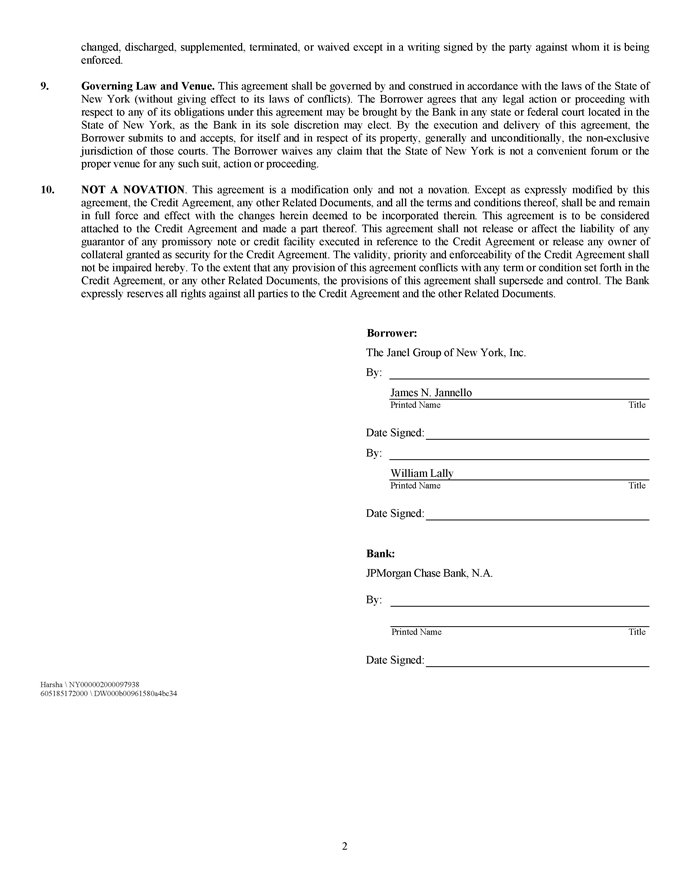 changed, discharged, supplemented, terminated, or waived except in a writing signed by the party against whom it is being
enforced.
9. Governing Law and Venue. This agreement shall be governed by and construed in accordance with the laws of the State of
New York (without giving effect to its laws of conflicts). The Borrower agrees that any legal action or proceeding with
respect to any of its obligations under this agreement may be brought by the Bank in any state or federal court located in the
State of New York, as the Bank in its sole discretion may elect. By the execution and delivery of this agreement, the
Borrower submits to and accepts, for itself and in respect of its property, generally and unconditionally, the non-exclusive
jurisdiction of those courts. The Borrower waives any claim that the State of New York is not a convenient forum or the
proper venue for any such suit, action or proceeding.
10. NOT A NOVATION. This agreement is a modification only and not a novation. Except as expressly modified by this
agreement, the Credit Agreement, any other Related Documents, and all the terms and conditions thereof, shall be and remain
in full force and effect with the changes herein deemed to be incorporated therein. This agreement is to be considered
attached to the Credit Agreement and made a part thereof. This agreement shall not release or affect the liability of any
guarantor of any promissory note or credit facility executed in reference to the Credit Agreement or release any owner of
collateral granted as security for the Credit Agreement. The validity, priority and enforceability of the Credit Agreement shall
not be impaired hereby. To the extent that any provision of this agreement conflicts with any term or condition set forth in the
Credit Agreement, or any other Related Documents, the provisions of this agreement shall supersede and control. The Bank
expressly reserves all rights against all parties to the Credit Agreement and the other Related Documents.
Borrower:
The Janel Group of New York, Inc.
By:
James N. Jannello
Printed Name Title
Date Signed:
By:
William Lally
Printed Name Title
Date Signed:
Bank:
JPMorgan Chase Bank, N.A.
By:
Printed Name Title
Date Signed:
Harsha \ NY000002000097938
605185172000 \ DW000b00961580a4bc34
2